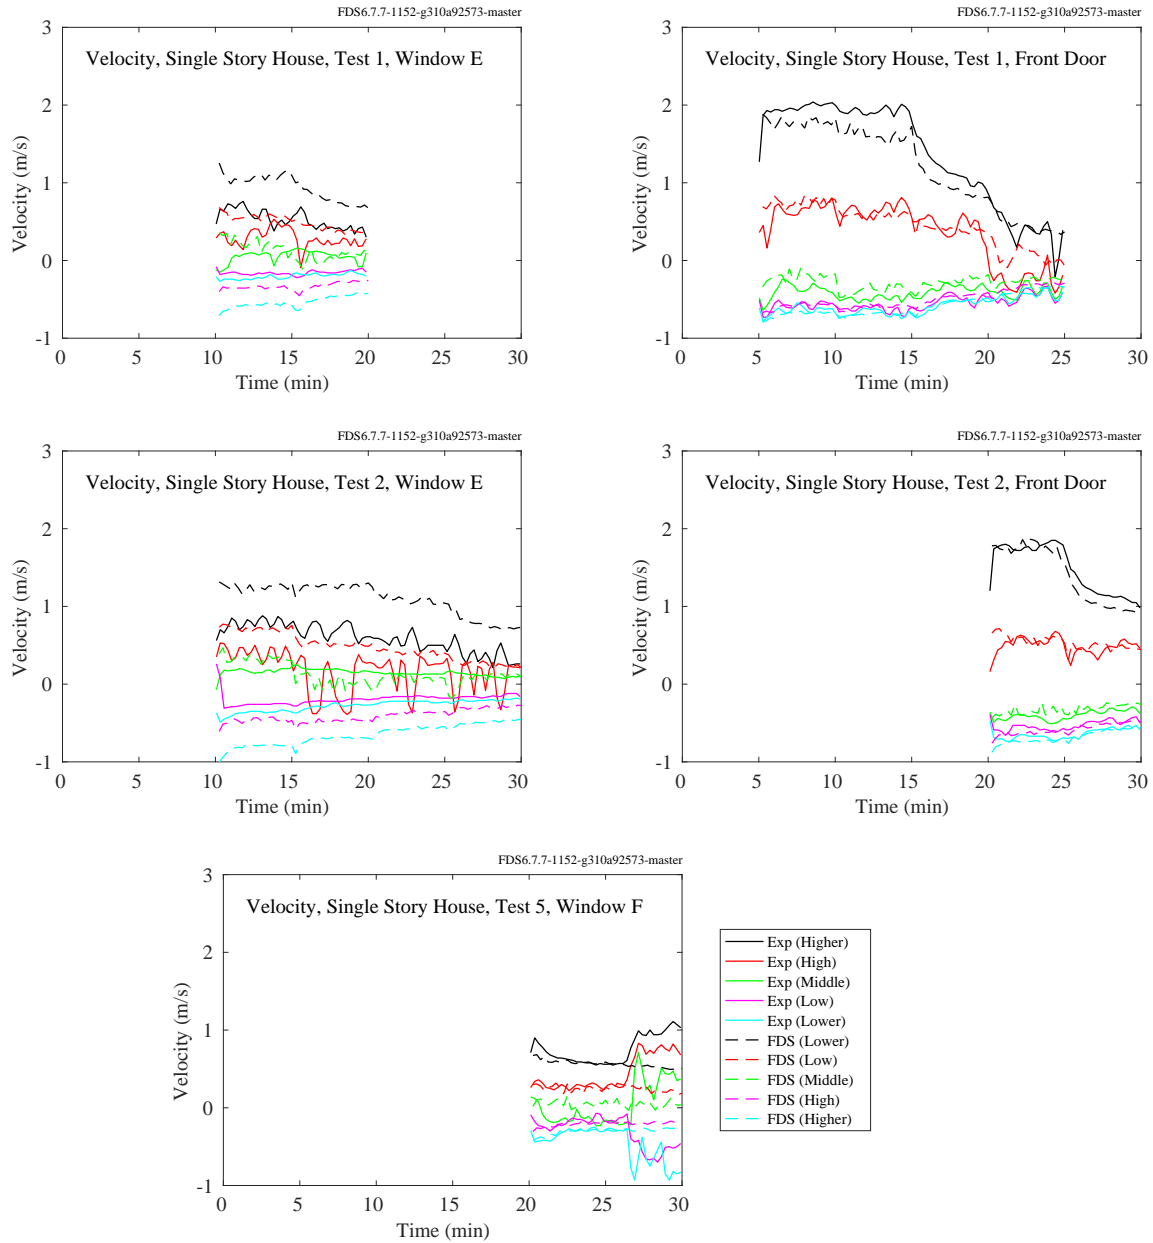 FDS6.7.7-1152-g310a92573-master
Velocity, Single Story House, Test 1, Window E
Velocity (m/s)
3
2
1
0
-1
0 5 10 15 20 25 30
Time (min)
FDS6.7.7-1152-g310a92573-master
Velocity, Single Story House, Test 1, Front Door
Velocity (m/s)
3
2
1
0
-1
0 5 10 15 20 25 30
Time (min)
FDS6.7.7-1152-g310a92573-master
Velocity, Single Story House, Test 2, Window E
Velocity (m/s)
3
2
1
0
-1
0 5 10 15 20 25 30
Time (min)
FDS6.7.7-1152-g310a92573-master
Velocity, Single Story House, Test 2, Front Door
Velocity (m/s)
3
2
1
0
-1
0 5 10 15 20 25 30
Time (min)
FDS6.7.7-1152-g310a92573-master
Velocity, Single Story House, Test 5, Window F
Velocity (m/s)
3
2
1
0
-1
0 5 10 15 20 25 30
Time (min)
Exp (Higher)
Exp (High)
Exp (Middle)
Exp (Low)
Exp (Lower)
FDS (Lower)
FDS (Low)
FDS (Middle)
FDS (High)
FDS (Higher)